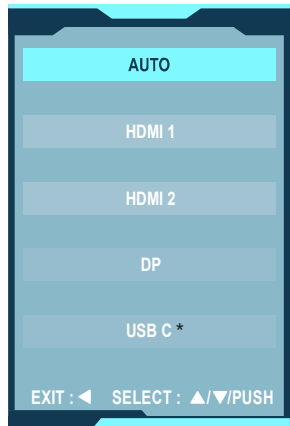 AUTO
HDMI 1
HDMI 2
DP
USB C *
EXIT : ◀ SELECT : ▲/▼/PUSH